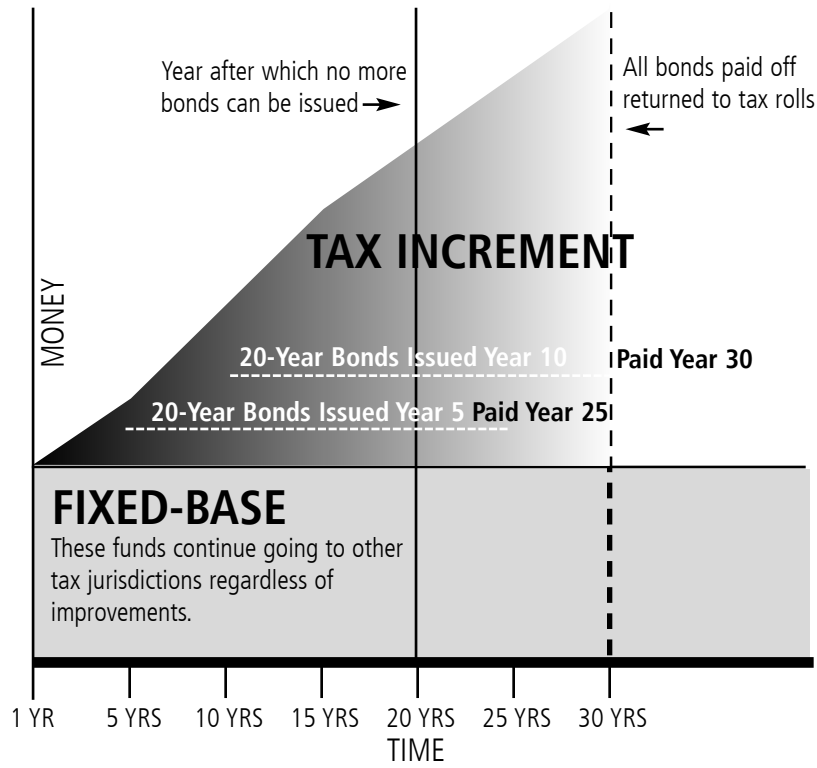 Year after which no more
bonds can be issued
All bonds paid off
returned to tax rolls
TAX INCREMENT
MONEY
20-Year Bonds Issued Year 10 Paid Year 30
20-Year Bonds Issued Year 5 Paid Year 25
FIXED-BASE
These funds continue going to other
tax jurisdictions regardless of
improvements.
1 YR 5 YRS 10 YRS 15 YRS 20 YRS 25 YRS 30 YRS
TIME